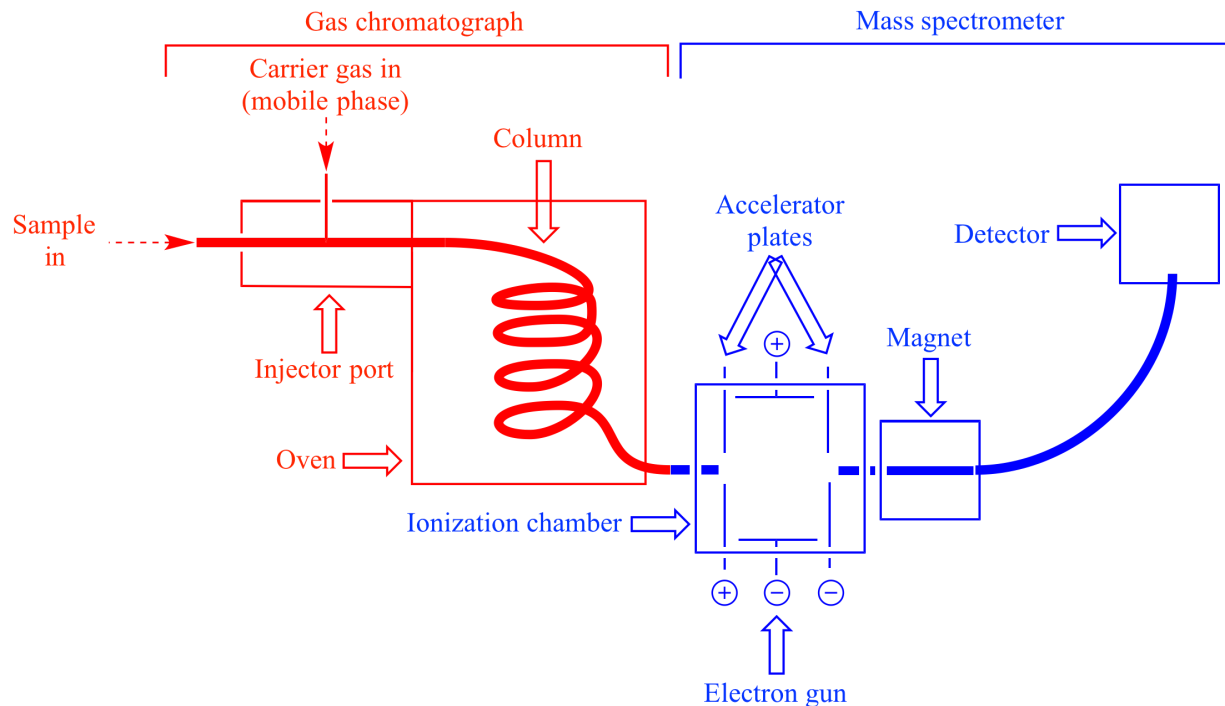 Gas chromatograph
Mass spectrometer
Carrier gas in
(mobile phase)
Column
Sample
in
Accelerator
plates
Detector
+
Magnet
Injector port
Oven
Ionization chamber
+ − −
Electron gun